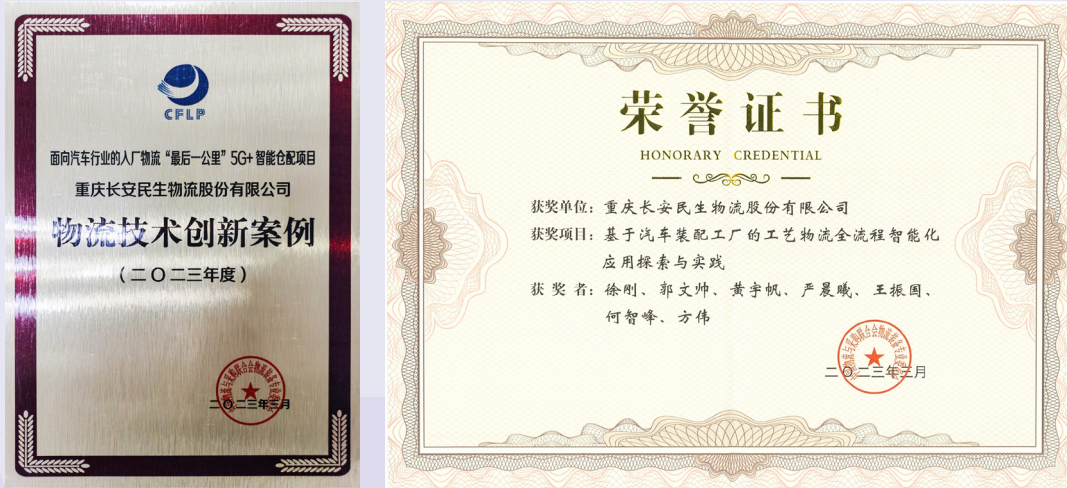 CFLP
面向汽车行业的入厂物流“最后一公里”5G+智能仓配项目
重庆长安民生物流股份有限公司
物流技术创新案例
（二〇二三年度）
二〇二三年三月
荣誉证书
HONORARY CREDENTIAL
获奖单位：重庆长安民生物流股份有限公司
获奖项目：基于汽车装配工厂的工艺物流全流程智能化
应用探索与实践
获 奖 者：徐刚、郭文帅、黄宇帆、严晨曦、王振国、
何智峰、方伟
二〇二三年三月